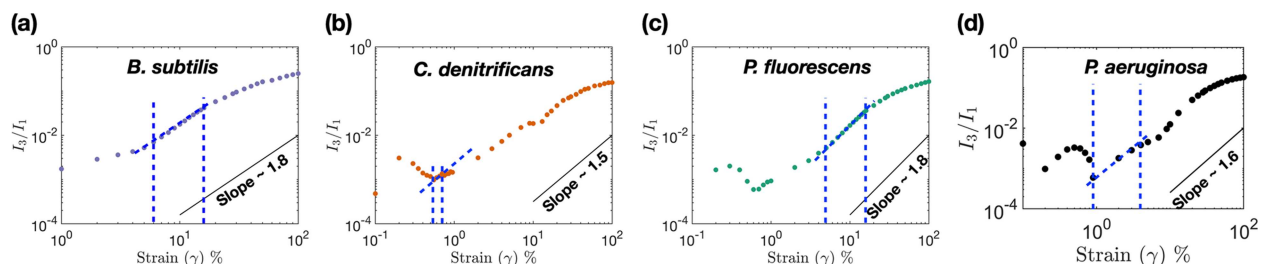 (a)
B. subtilis
10^0
10^-2
10^-4
I_3/I_1
Slope ~ 1.8
10^0
10^1
10^2
Strain (γ) %
(b)
C. denitrificans
10^0
10^-2
10^-4
I_3/I_1
Slope ~ 1.5
10^-1
10^0
10^1
10^2
Strain (γ) %
(c)
P. fluorescens
10^0
10^-2
10^-4
I_3/I_1
Slope ~ 1.8
10^-1
10^0
10^1
10^2
Strain (γ) %
(d)
P. aeruginosa
10^0
10^-2
10^-4
I_3/I_1
Slope ~ 1.6
10^0
10^2
Strain (γ) %